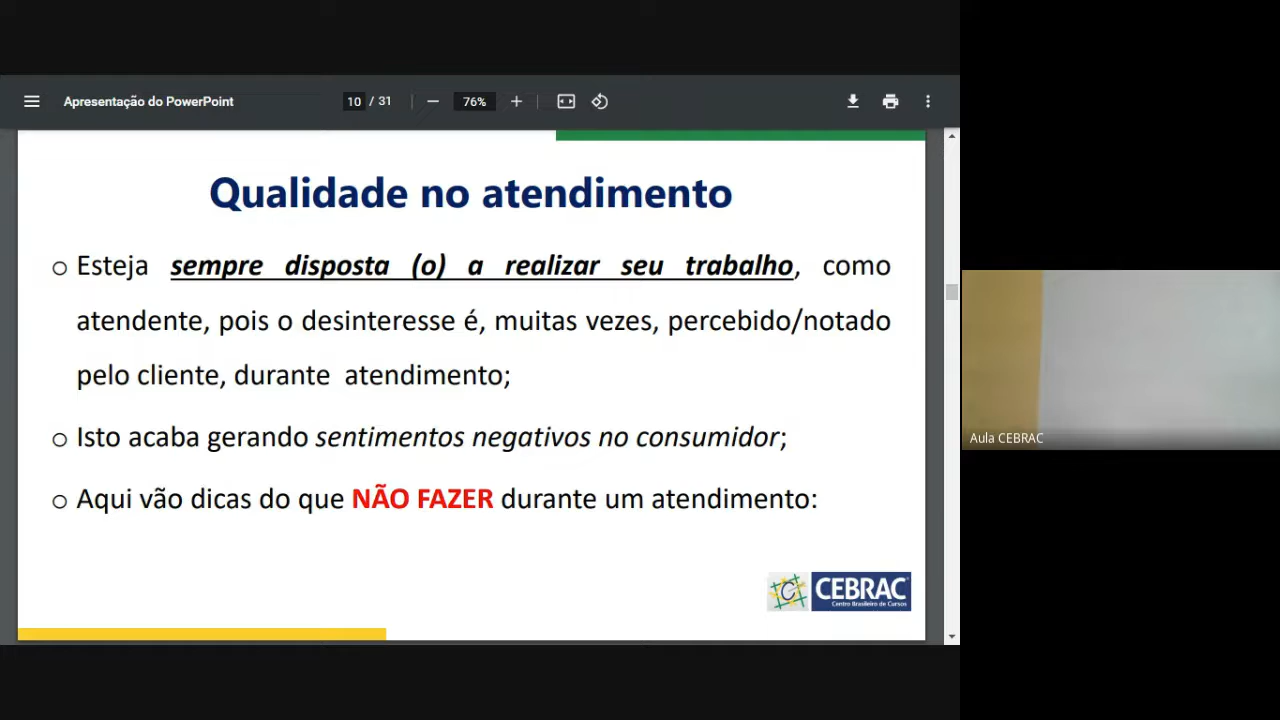 Apresentação do PowerPoint
10 / 31
76%
Qualidade no atendimento
Esteja sempre disposta (o) a realizar seu trabalho, como
atendente, pois o desinteresse é, muitas vezes, percebido/notado
pelo cliente, durante atendimento;
Isto acaba gerando sentimentos negativos no consumidor;
Aqui vão dicas do que NÃO FAZER durante um atendimento:
CEBRAC
Centro Brasileiro de Cursos
Aula CEBRAC